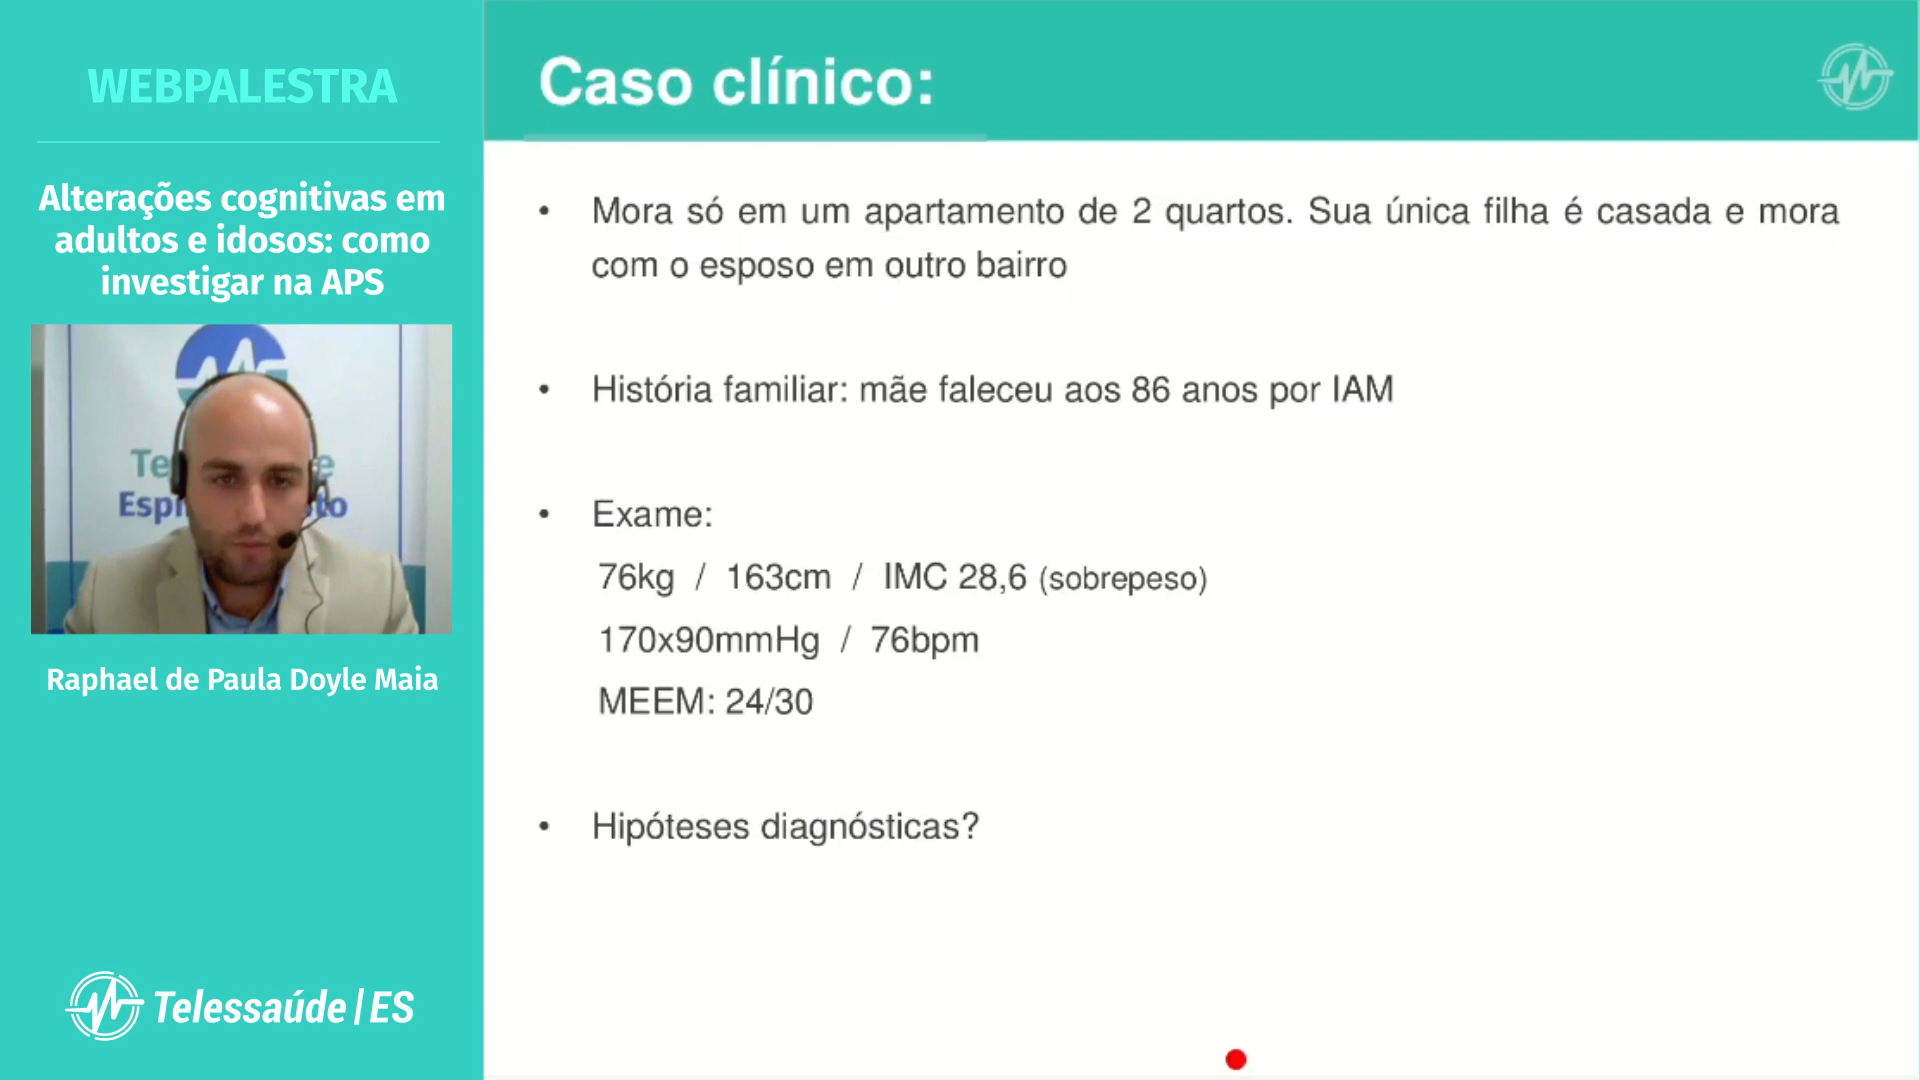 WEBPALESTRA
Alterações cognitivas em
adultos e idosos: como
investigar na APS
Te e
Espí to
Raphael de Paula Doyle Maia
Telessaúde|ES
Caso clínico:
• Mora só em um apartamento de 2 quartos. Sua única filha é casada e mora
com o esposo em outro bairro
• História familiar: mãe faleceu aos 86 anos por IAM
• Exame:
76kg / 163cm / IMC 28,6 (sobrepeso)
170x90mmHg / 76bpm
MEEM: 24/30
• Hipóteses diagnósticas?